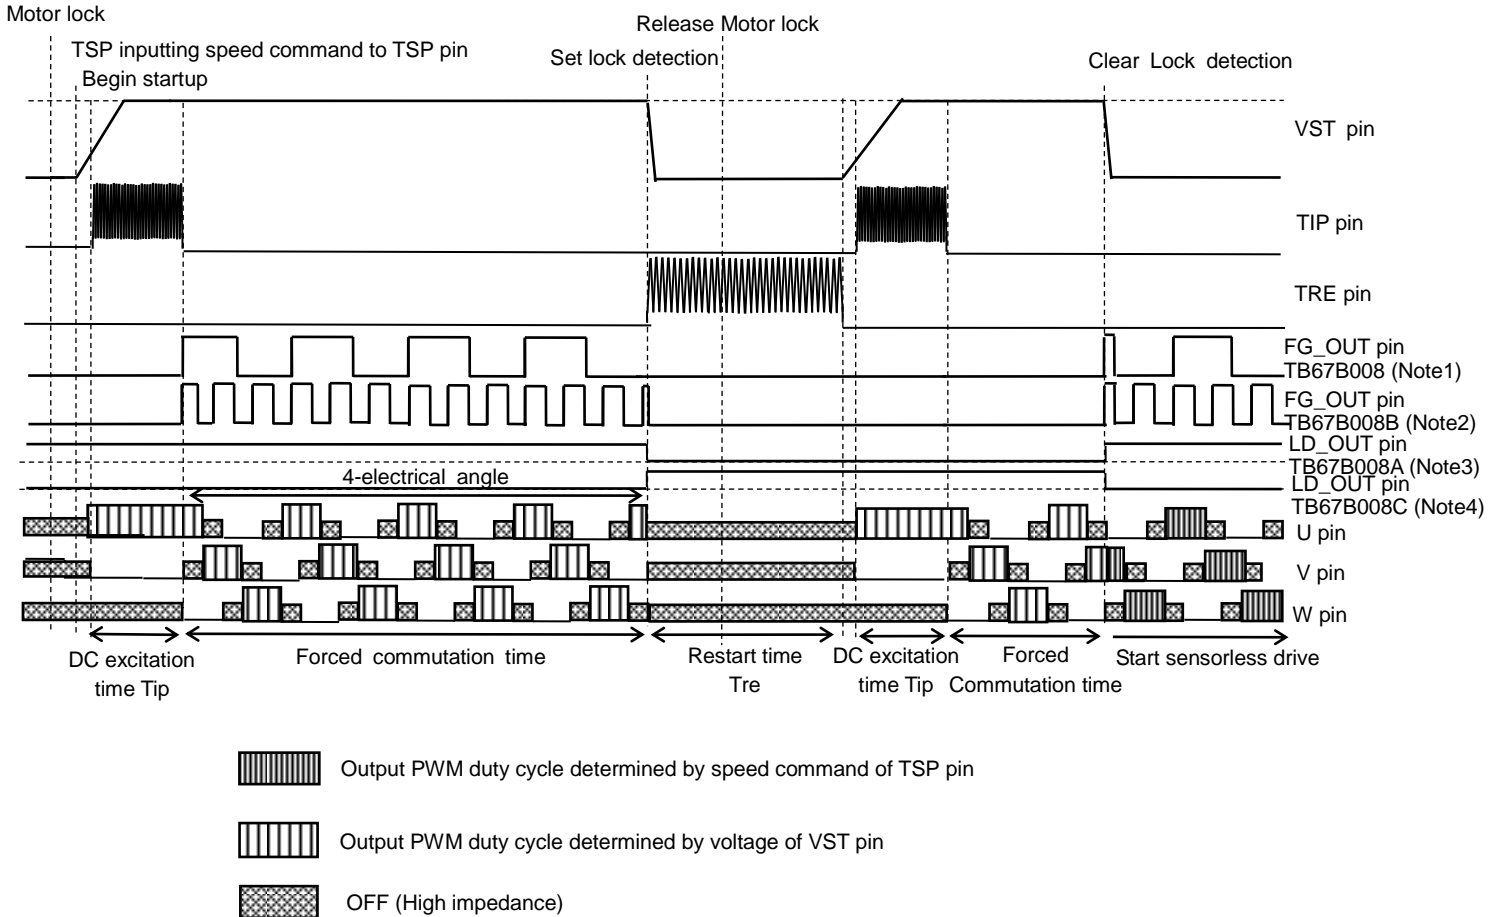 Motor lock
TSP inputting speed command to TSP pin
Begin startup
Release Motor lock
Set lock detection
Clear Lock detection
VST pin
TIP pin
TRE pin
FG_OUT pin
TB67B008 (Note1)
FG_OUT pin
TB67B008B (Note2)
LD_OUT pin
TB67B008A (Note3)
LD_OUT pin
TB67B008C (Note4)
4-electrical angle
U pin
V pin
W pin
DC excitation
time Tip
Forced commutation time
Restart time
Tre
DC excitation
time Tip
Forced
Commutation time
Start sensorless drive
Output PWM duty cycle determined by speed command of TSP pin
Output PWM duty cycle determined by voltage of VST pin
OFF (High impedance)